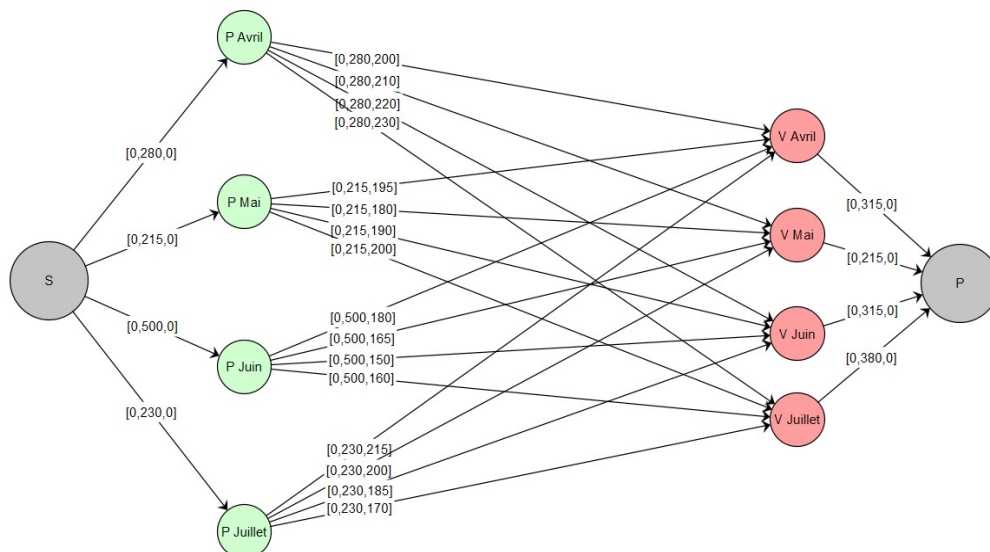 P Avril
[0,280,200]
[0,280,210]
[0,280,220]
[0,280,230]
V Avril
[0,280,0]
P Mai
[0,215,195]
[0,215,180]
[0,215,190]
[0,215,200]
[0,315,0]
[0,215,0]
V Mai
[0,215,0]
S
P
[0,500,0]
[0,500,180]
[0,500,165]
[0,500,150]
[0,500,160]
[0,315,0]
V Juin
P Juin
[0,380,0]
[0,230,0]
V Juillet
[0,230,215]
[0,230,200]
[0,230,185]
[0,230,170]
P Juillet